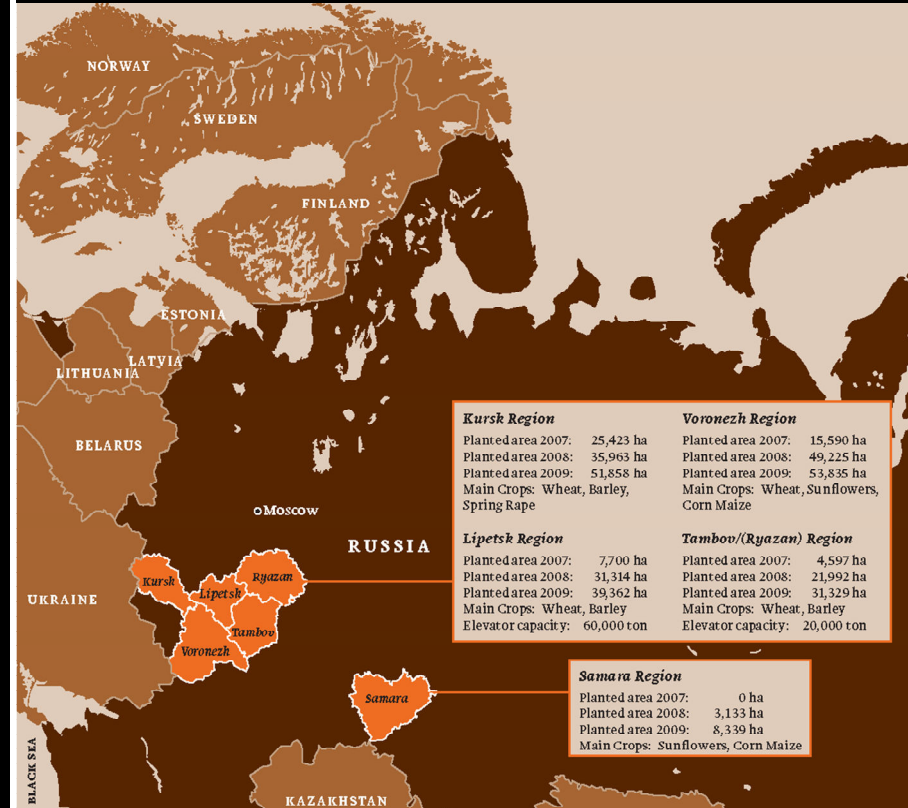 NORWAY
SWEDEN
FINLAND
ESTONIA
LATVIA
LITHUANIA
BELARUS
Moscow
RUSSIA
UKRAINE
Kursk
Lipetsk
Ryazan
Tambov
Voronezh
Samara
BLACK SEA
KAZAKHSTAN
Kursk Region
Planted area 2007: 25,423 ha
Planted area 2008: 35,963 ha
Planted area 2009: 51,858 ha
Main Crops: Wheat, Barley,
Spring Rape
Voronezh Region
Planted area 2007: 15,590 ha
Planted area 2008: 49,225 ha
Planted area 2009: 53,835 ha
Main Crops: Wheat, Sunflowers,
Corn Maize
Lipetsk Region
Planted area 2007: 7,700 ha
Planted area 2008: 31,314 ha
Planted area 2009: 39,362 ha
Main Crops: Wheat, Barley
Elevator capacity: 60,000 ton
Tambov/(Ryazan) Region
Planted area 2007: 4,597 ha
Planted area 2008: 21,992 ha
Planted area 2009: 31,329 ha
Main Crops: Wheat, Barley
Elevator capacity: 20,000 ton
Samara Region
Planted area 2007: 0 ha
Planted area 2008: 3,133 ha
Planted area 2009: 8,339 ha
Main Crops: Sunflowers, Corn Maize